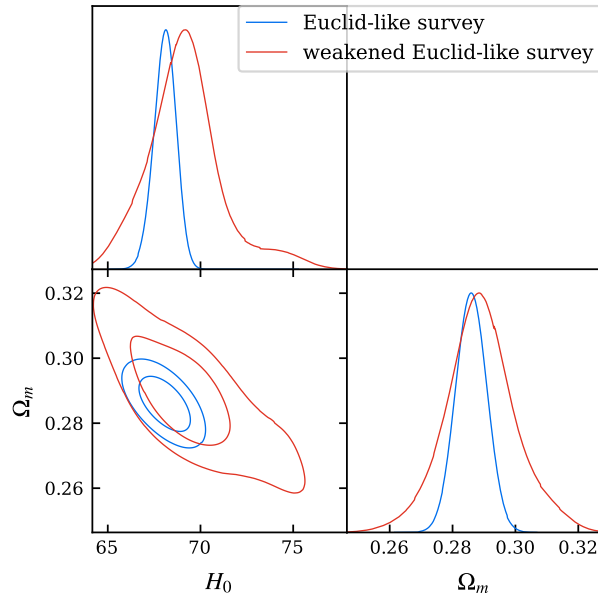 Euclid-like survey
weakened Euclid-like survey
0.32
0.30
0.28
0.26
Ωₘ
65 70 75
H₀
0.26 0.28 0.30 0.32
Ωₘ